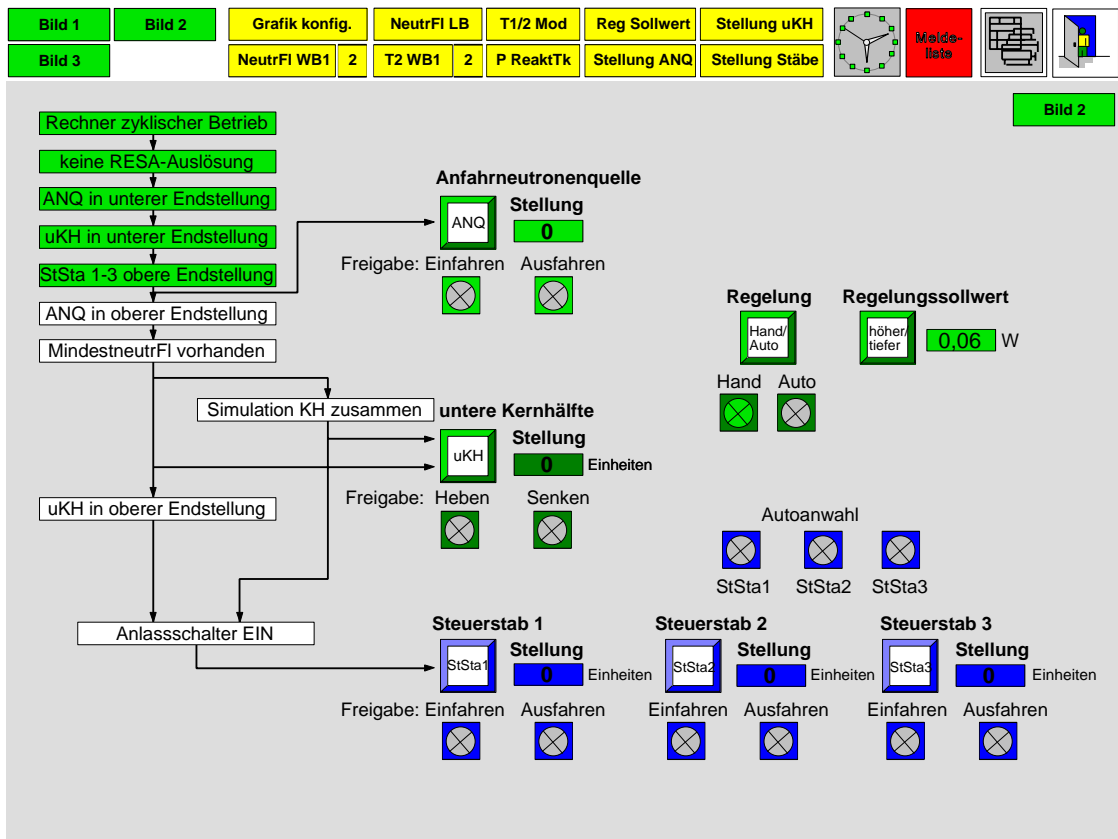 Bild 1
Bild 2
Grafik konfig.
NeutrFl LB
T1/2 Mod
Reg Sollwert
Stellung uKH
Melde-
liste
Bild 3
NeutrFl WB1
2
T2 WB1
2
P ReaktTk
Stellung ANQ
Stellung Stäbe
Bild 2
Rechner zyklischer Betrieb
keine RESA-Auslösung
ANQ in unterer Endstellung
uKH in unterer Endstellung
StSta 1-3 obere Endstellung
ANQ in oberer Endstellung
MindestneutrFl vorhanden
Simulation KH zusammen
uKH in oberer Endstellung
Anlassschalter EIN
Anfahrneutronenquelle
Stellung
ANQ
0
Freigabe: Einfahren Ausfahren
Regelung
Hand/
Auto
Hand Auto
Regelungssollwert
höher/
tiefer
0,06 W
untere Kernhälfte
Stellung
uKH
0 Einheiten
Freigabe: Heben Senken
Autoanwahl
StSta1 StSta2 StSta3
Steuerstab 1
Stellung
StSta1
0 Einheiten
Freigabe: Einfahren Ausfahren
Steuerstab 2
Stellung
StSta2
0 Einheiten
Einfahren Ausfahren
Steuerstab 3
Stellung
StSta3
0 Einheiten
Einfahren Ausfahren